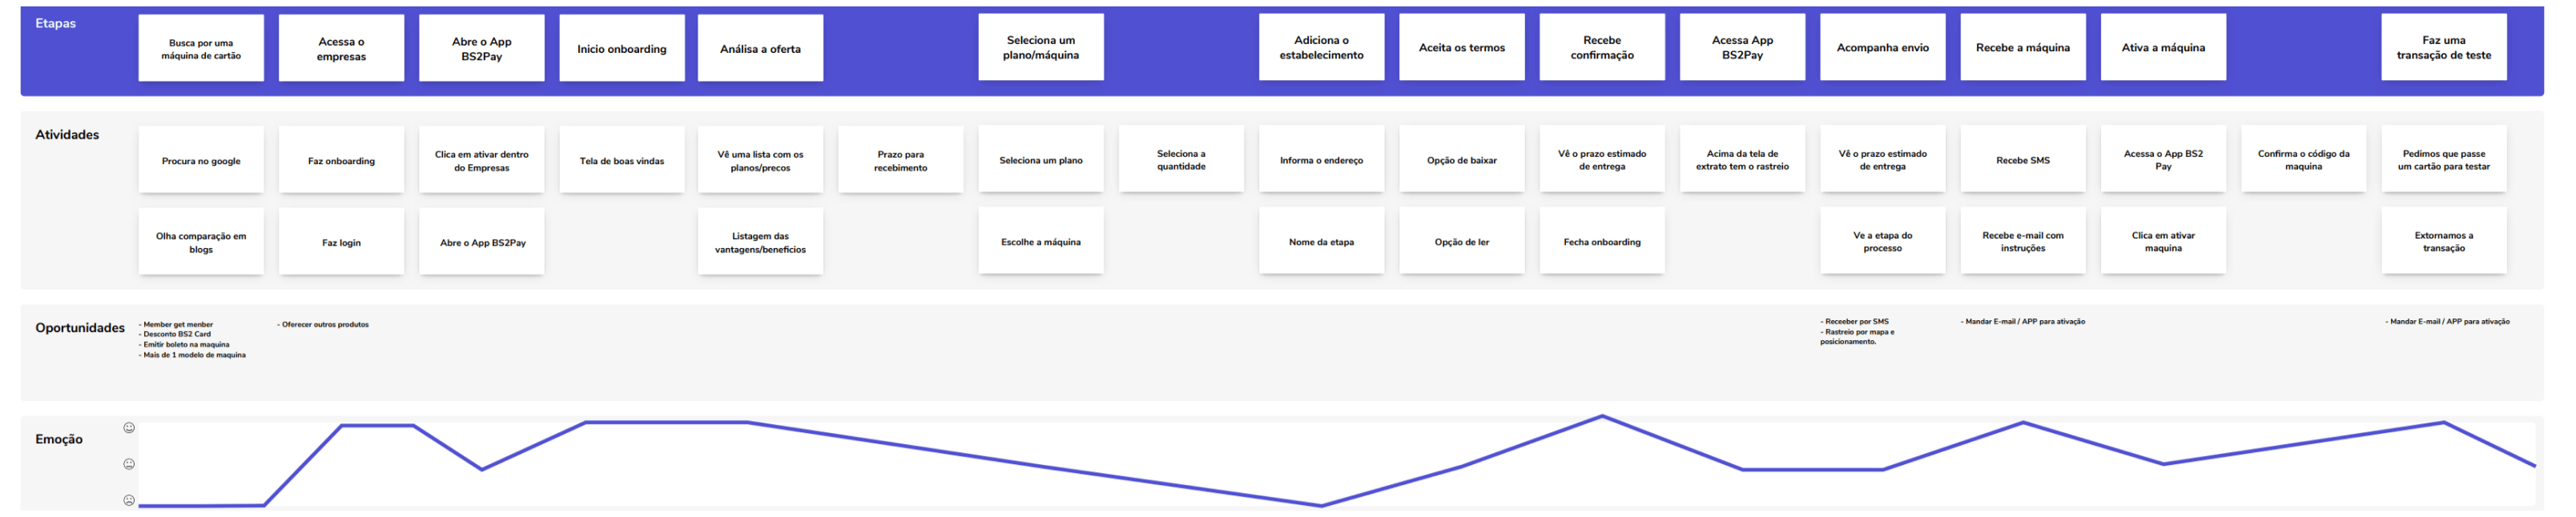 Etapas
Busca por uma
máquina de cartão
Acessa o
empresas
Abre o App
BS2Pay
Inicio onboarding
Análisa a oferta
Seleciona um
plano/máquina
Adiciona o
estabelecimento
Aceita os termos
Recebe
confirmação
Acessa App
BS2Pay
Acompanha envio
Recebe a máquina
Ativa a máquina
Faz uma
transação de teste
Atividades
Procura no google
Faz onboarding
Clica em ativar dentro
do Empresas
Tela de boas vindas
Vê uma lista com os
planos/precos
Prazo para
recebimento
Seleciona um plano
Seleciona a
quantidade
Informa o endereço
Opção de baixar
Vê o prazo estimado
de entrega
Acima da tela de
extrato tem o rastreio
Vê o prazo estimado
de entrega
Recebe SMS
Acessa o App BS2
Pay
Confirma o código da
maquina
Pedimos que passe
um cartão para testar
Olha comparação em
blogs
Faz login
Abre o App BS2Pay
Listagem das
vantagens/beneficios
Escolhe a máquina
Nome da etapa
Opção de ler
Fecha onboarding
Ve a etapa do
processo
Recebe e-mail com
instruções
Clica em ativar
maquina
Extornamos a
transação
Oportunidades
- Member get menber
- Desconto BS2 Card
- Emitir boleto na maquina
- Mais de 1 modelo de maquina
- Oferecer outros produtos
- Receeber por SMS
- Rastreio por mapa e
posicionamento.
- Mandar E-mail / APP para ativação
- Mandar E-mail / APP para ativação
Emoção